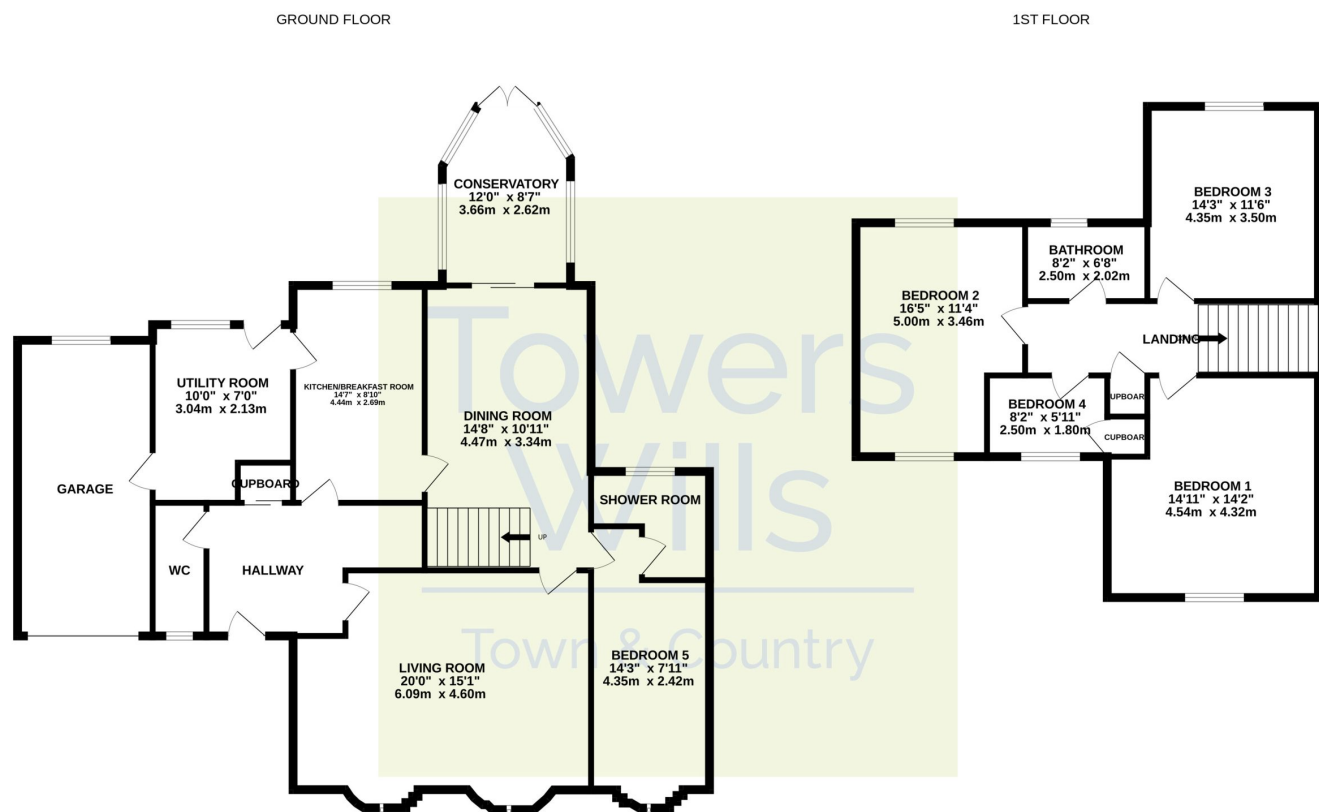 GROUND FLOOR
1ST FLOOR
CONSERVATORY
12'0" x 8'7"
3.66m x 2.62m
UTILITY ROOM
10'0" x 7'0"
3.04m x 2.13m
KITCHEN/BREAKFAST ROOM
14'7" x 8'10"
4.44m x 2.69m
DINING ROOM
14'8" x 10'11"
4.47m x 3.34m
GARAGE
CUPBOARD
SHOWER ROOM
UP
WC
HALLWAY
LIVING ROOM
20'0" x 15'1"
6.09m x 4.60m
BEDROOM 5
14'3" x 7'11"
4.35m x 2.42m
BEDROOM 3
14'3" x 11'6"
4.35m x 3.50m
BATHROOM
8'2" x 6'8"
2.50m x 2.02m
BEDROOM 2
16'5" x 11'4"
5.00m x 3.46m
LANDING
UPBOAR
BEDROOM 4
8'2" x 5'11"
2.50m x 1.80m
CUPBOAR
BEDROOM 1
14'11" x 14'2"
4.54m x 4.32m
Towers
Wills
Town & Country